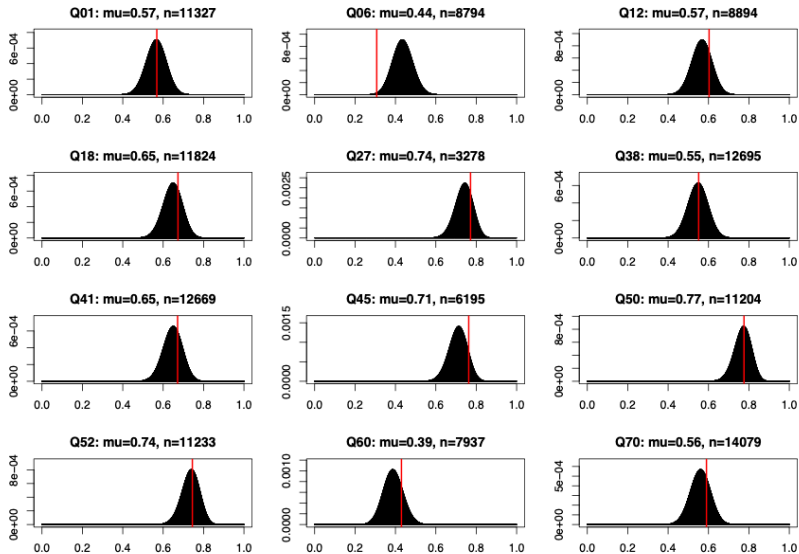 Q01: mu=0.57, n=11327
Q06: mu=0.44, n=8794
Q12: mu=0.57, n=8894
0e+00 6e-04
0e+00 8e-04
0e+00 8e-04
0.0 0.2 0.4 0.6 0.8 1.0
0.0 0.2 0.4 0.6 0.8 1.0
0.0 0.2 0.4 0.6 0.8 1.0
Q18: mu=0.65, n=11824
Q27: mu=0.74, n=3278
Q38: mu=0.55, n=12695
0e+00 6e-04
0.0000 0.0025
0e+00 6e-04
0.0 0.2 0.4 0.6 0.8 1.0
0.0 0.2 0.4 0.6 0.8 1.0
0.0 0.2 0.4 0.6 0.8 1.0
Q41: mu=0.65, n=12669
Q45: mu=0.71, n=6195
Q50: mu=0.77, n=11204
0e+00 6e-04
0.0000 0.0015
0e+00 8e-04
0.0 0.2 0.4 0.6 0.8 1.0
0.0 0.2 0.4 0.6 0.8 1.0
0.0 0.2 0.4 0.6 0.8 1.0
Q52: mu=0.74, n=11233
Q60: mu=0.39, n=7937
Q70: mu=0.56, n=14079
0e+00 8e-04
0.0000 0.0010
0e+00 5e-04
0.0 0.2 0.4 0.6 0.8 1.0
0.0 0.2 0.4 0.6 0.8 1.0
0.0 0.2 0.4 0.6 0.8 1.0